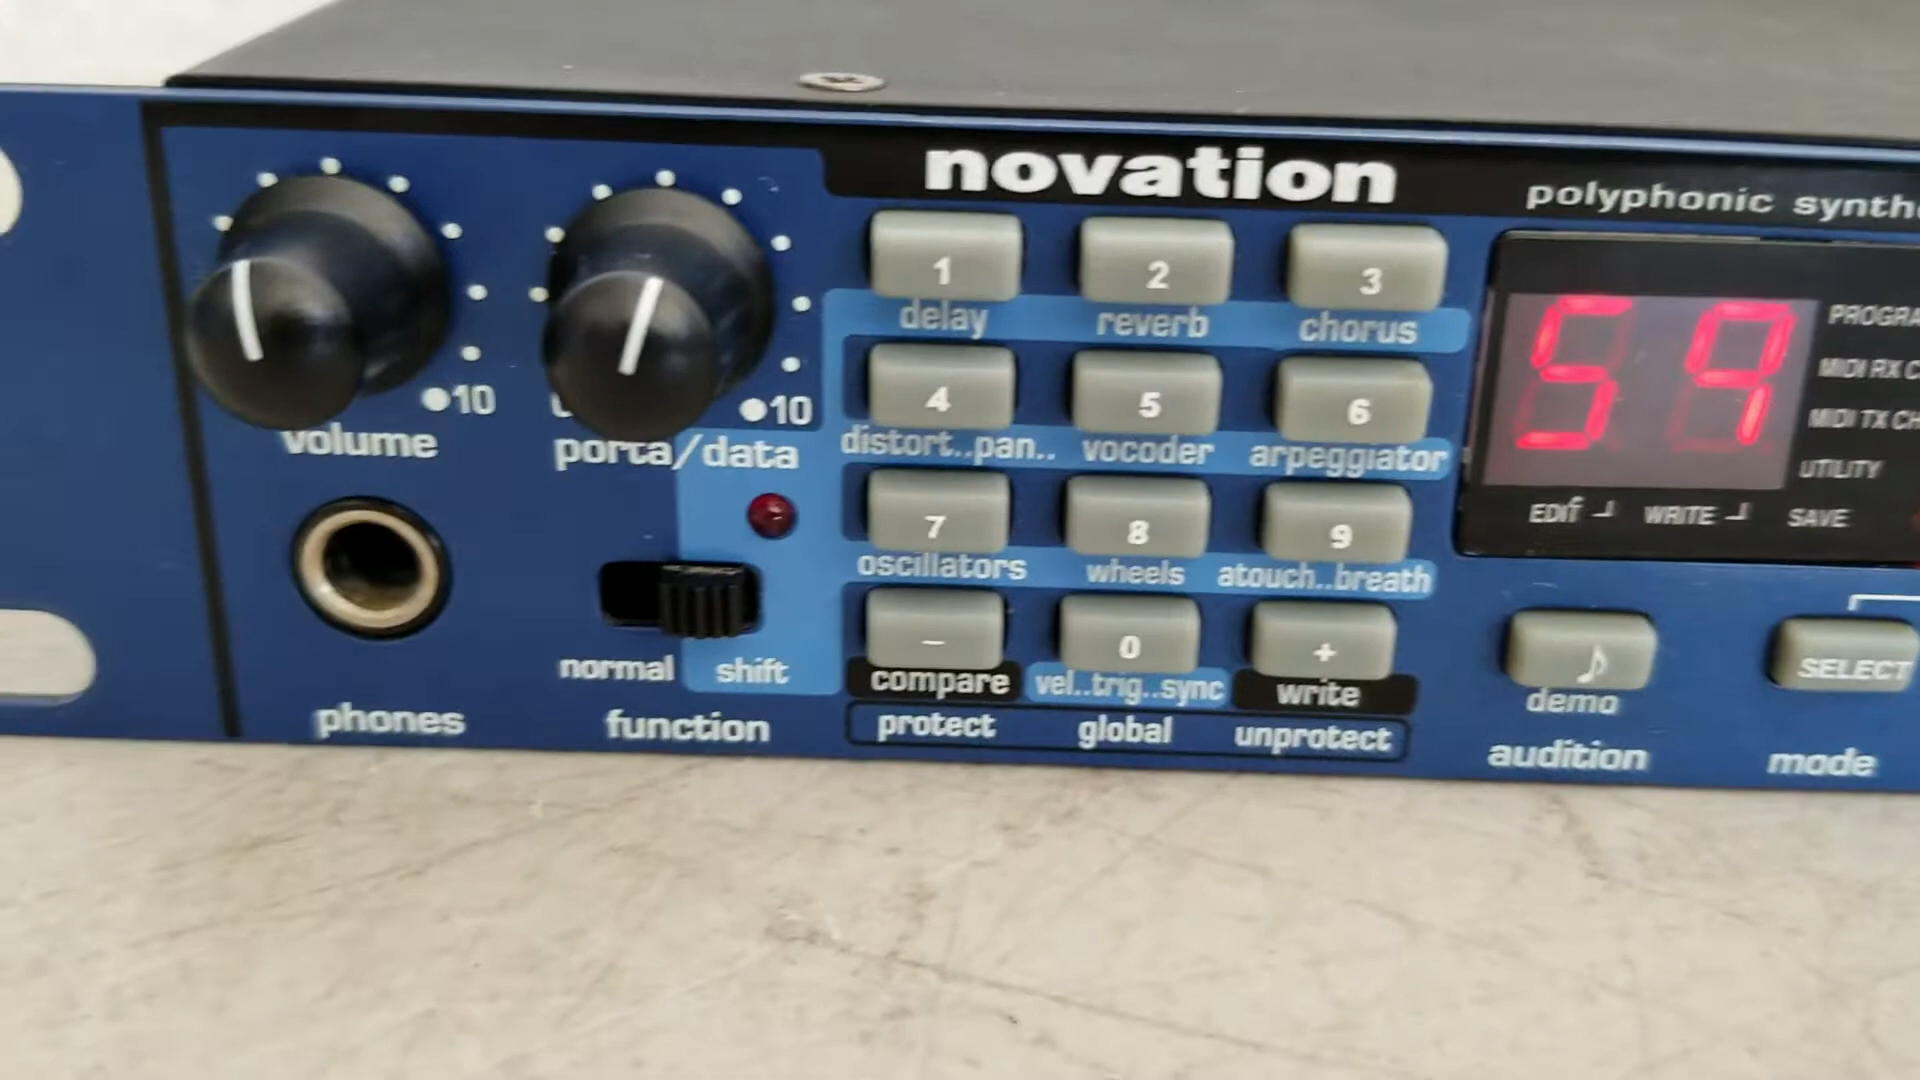 novation
polyphonic synth
1 2 3
delay reverb chorus
4 5 6
distort..pan.. vocoder arpeggiator
7 8 9
oscillators wheels atouch..breath
- 0 +
compare vel..trig..sync write
protect global unprotect
10
volume
10
porta/data
phones
normal shift
function
59
PROGRA
MIDI RX C
MIDI TX CH
UTILITY
EDIT WRITE SAVE
demo
audition
SELECT
mode